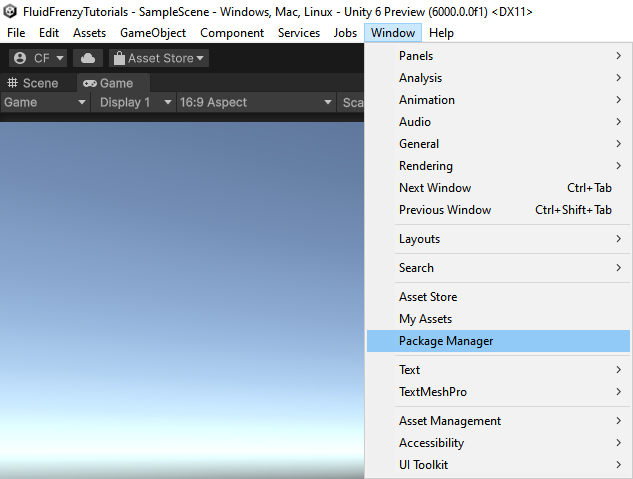 FluidFrenzyTutorials - SampleScene - Windows, Mac, Linux - Unity 6 Preview (6000.0.0f1) <DX11>
File Edit Assets GameObject Component Services Jobs Window Help
CF Asset Store
Scene Game
Game Display 1 16:9 Aspect Sca
Panels
Analysis
Animation
Audio
General
Rendering
Next Window Ctrl+Tab
Previous Window Ctrl+Shift+Tab
Layouts
Search
Asset Store
My Assets
Package Manager
Text
TextMeshPro
Asset Management
Accessibility
UI Toolkit